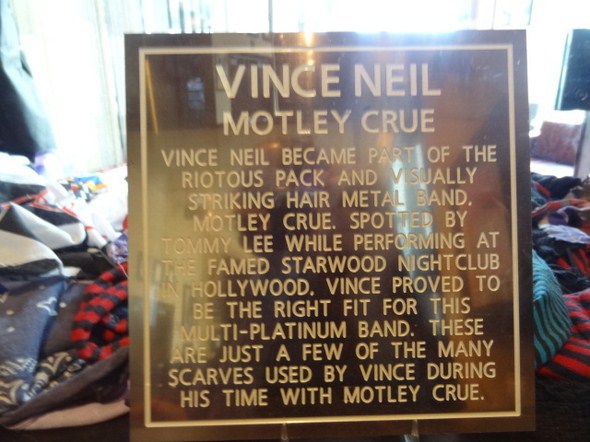 VINCE NEIL
MOTLEY CRUE
VINCE NEIL BECAME PART OF THE
RIOTOUS PACK AND VISUALLY
STRIKING HAIR METAL BAND,
MOTLEY CRUE. SPOTTED BY
TOMMY LEE WHILE PERFORMING AT
THE FAMED STARWOOD NIGHTCLUB
IN HOLLYWOOD, VINCE PROVED TO
BE THE RIGHT FIT FOR THIS
MULTI-PLATINUM BAND. THESE
ARE JUST A FEW OF THE MANY
SCARVES USED BY VINCE DURING
HIS TIME WITH MOTLEY CRUE.